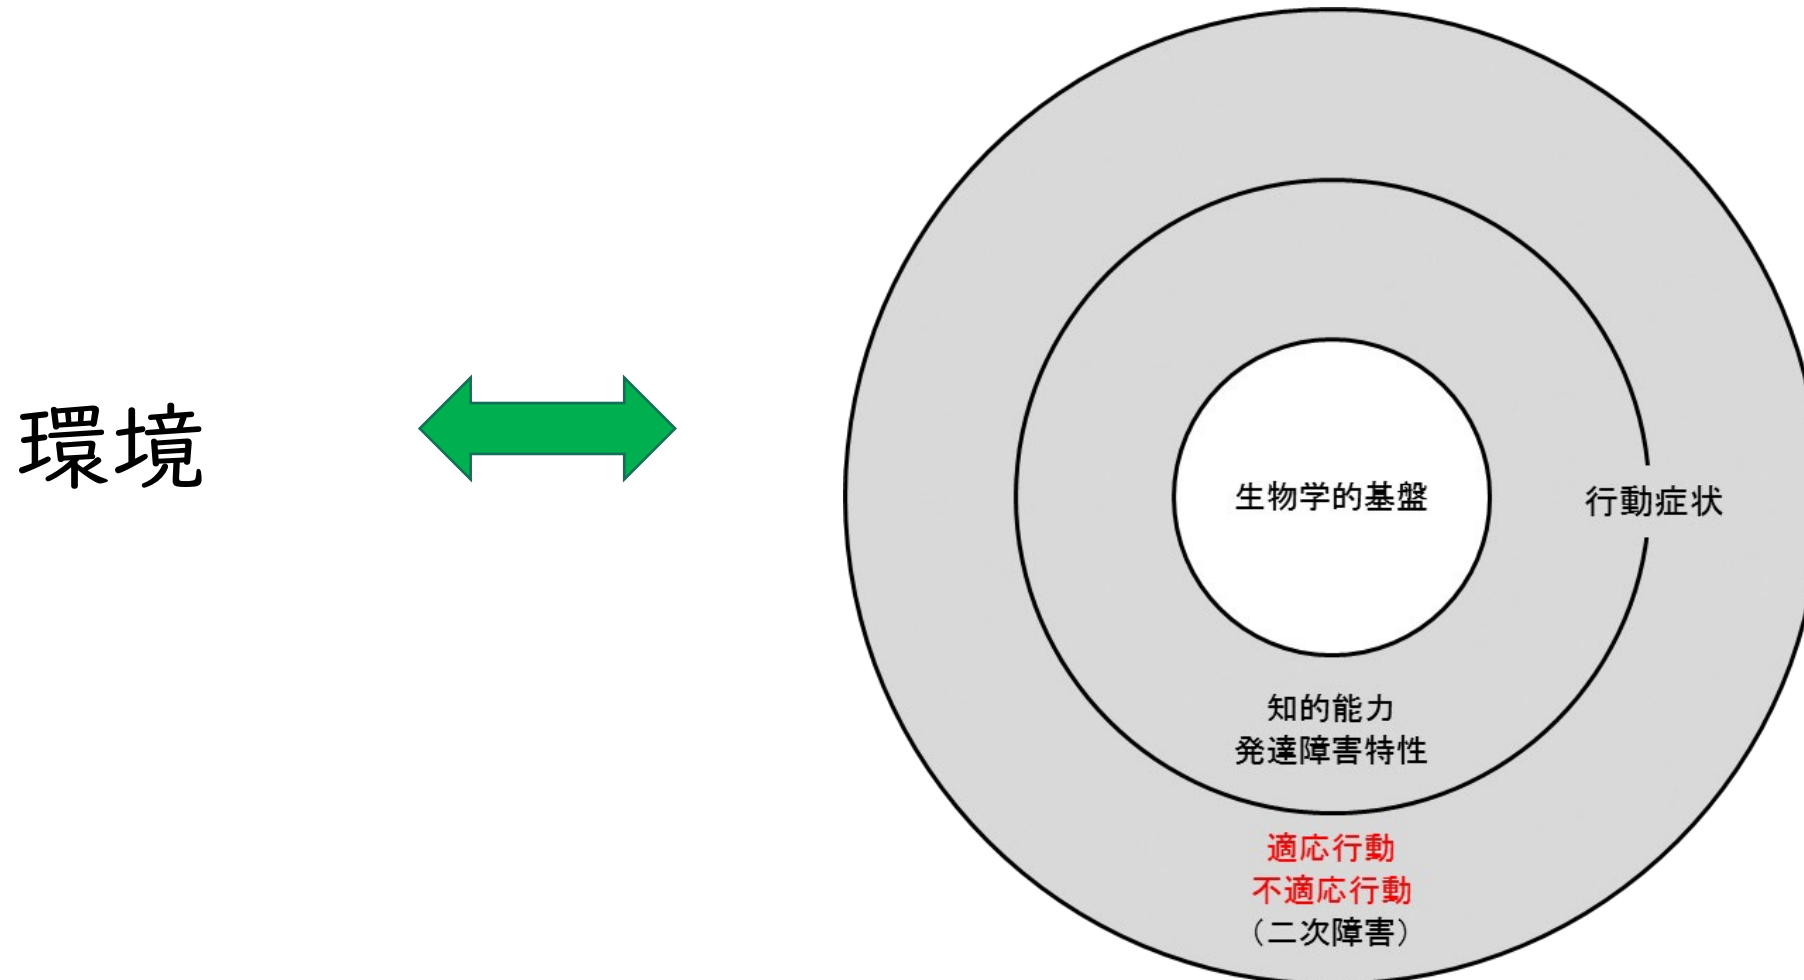 環境
生物学的基盤
行動症状
知的能力
発達障害特性
適応行動
不適応行動
（二次障害）